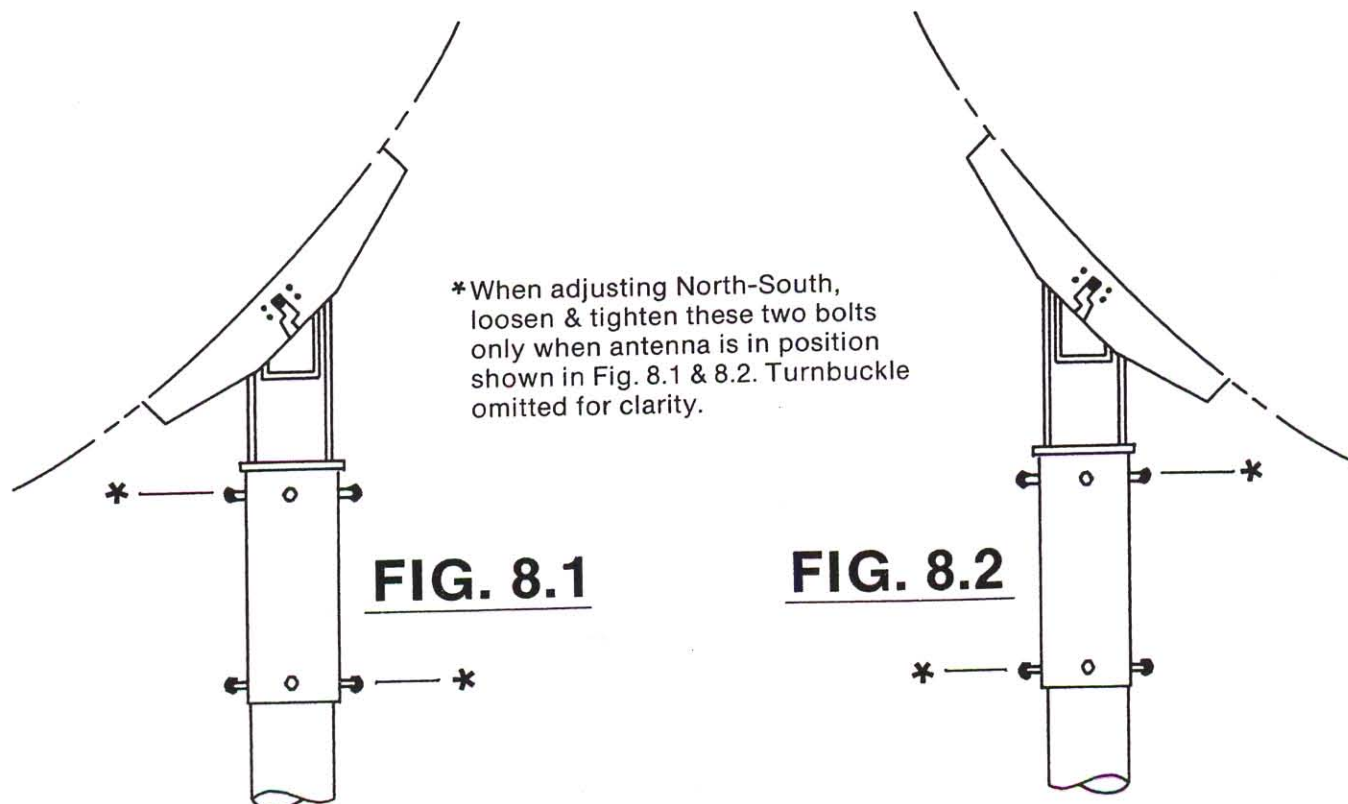 *When adjusting North-South,
loosen & tighten these two bolts
only when antenna is in position
shown in Fig. 8.1 & 8.2. Turnbuckle
omitted for clarity.
*
*
FIG. 8.1
FIG. 8.2
*
*